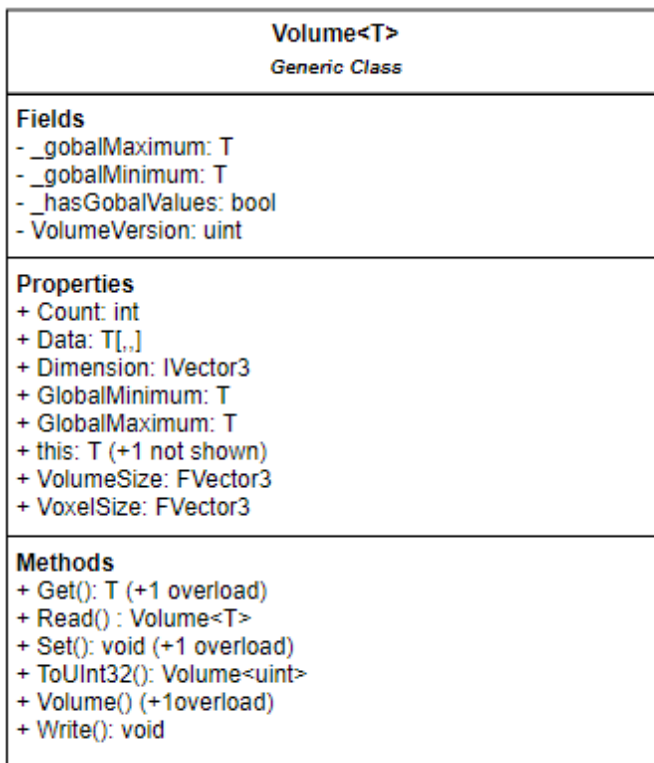 Volume<T>
Generic Class
Fields
- _gobalMaximum: T
- _gobalMinimum: T
- _hasGobalValues: bool
- VolumeVersion: uint
Properties
+ Count: int
+ Data: T[,,]
+ Dimension: IVector3
+ GlobalMinimum: T
+ GlobalMaximum: T
+ this: T (+1 not shown)
+ VolumeSize: FVector3
+ VoxelSize: FVector3
Methods
+ Get(): T (+1 overload)
+ Read() : Volume<T>
+ Set(): void (+1 overload)
+ ToUInt32(): Volume<uint>
+ Volume() (+1overload)
+ Write(): void